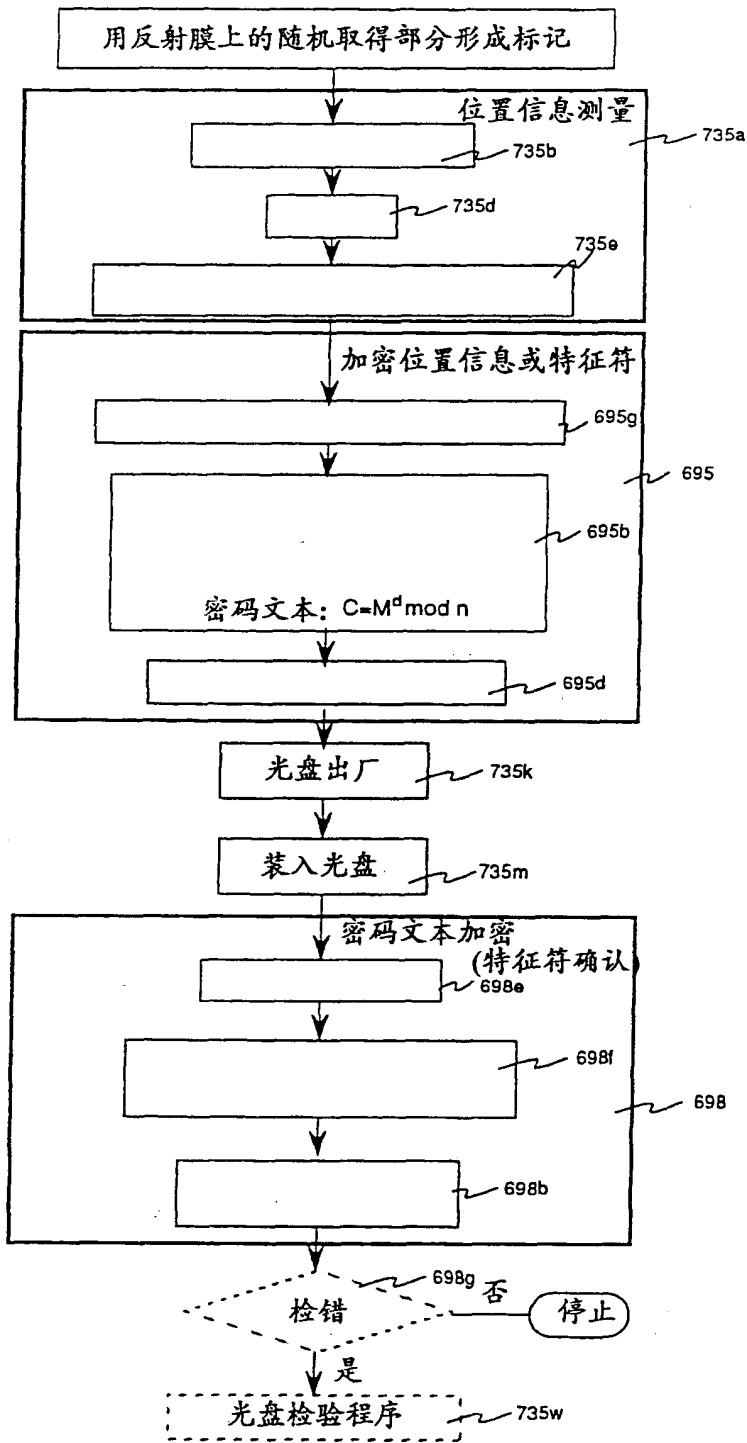 用反射膜上的随机取得部分形成标记
位置信息测量
735a
735b
735d
735e
加密位置信息或特征符
695g
695
695b
密码文本：C=M^d mod n
695d
光盘出厂
735k
装入光盘
735m
密码文本加密
(特征符确认)
698e
698f
698
698b
698g
检错
否
停止
是
光盘检验程序
735w